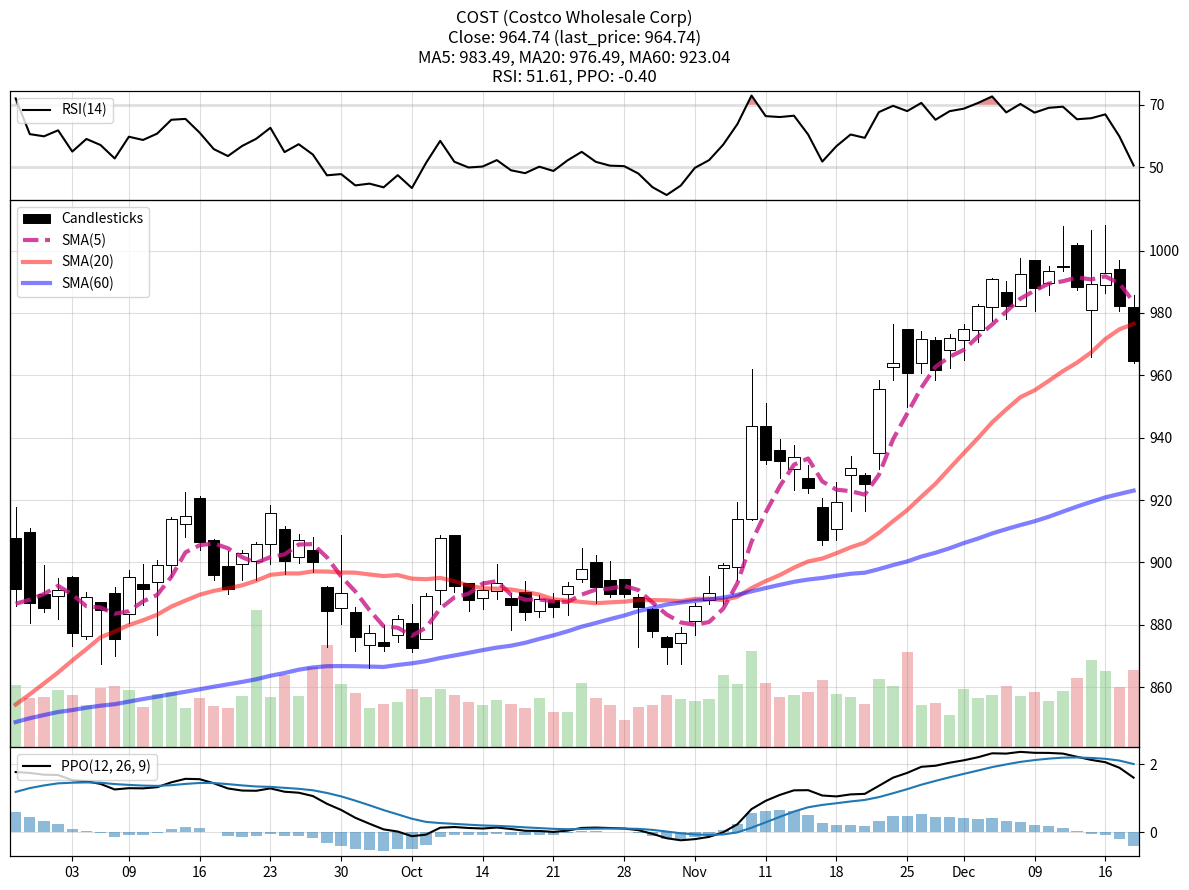 COST (Costco Wholesale Corp)
Close: 964.74 (last_price: 964.74)
MA5: 983.49, MA20: 976.49, MA60: 923.04
RSI: 51.61, PPO: -0.40
RSI(14)
70
50
Candlesticks
SMA(5)
SMA(20)
SMA(60)
1000
980
960
940
920
900
880
860
PPO(12, 26, 9)
2
0
03 09 16 23 30 Oct 14 21 28 Nov 11 18 25 Dec 09 16